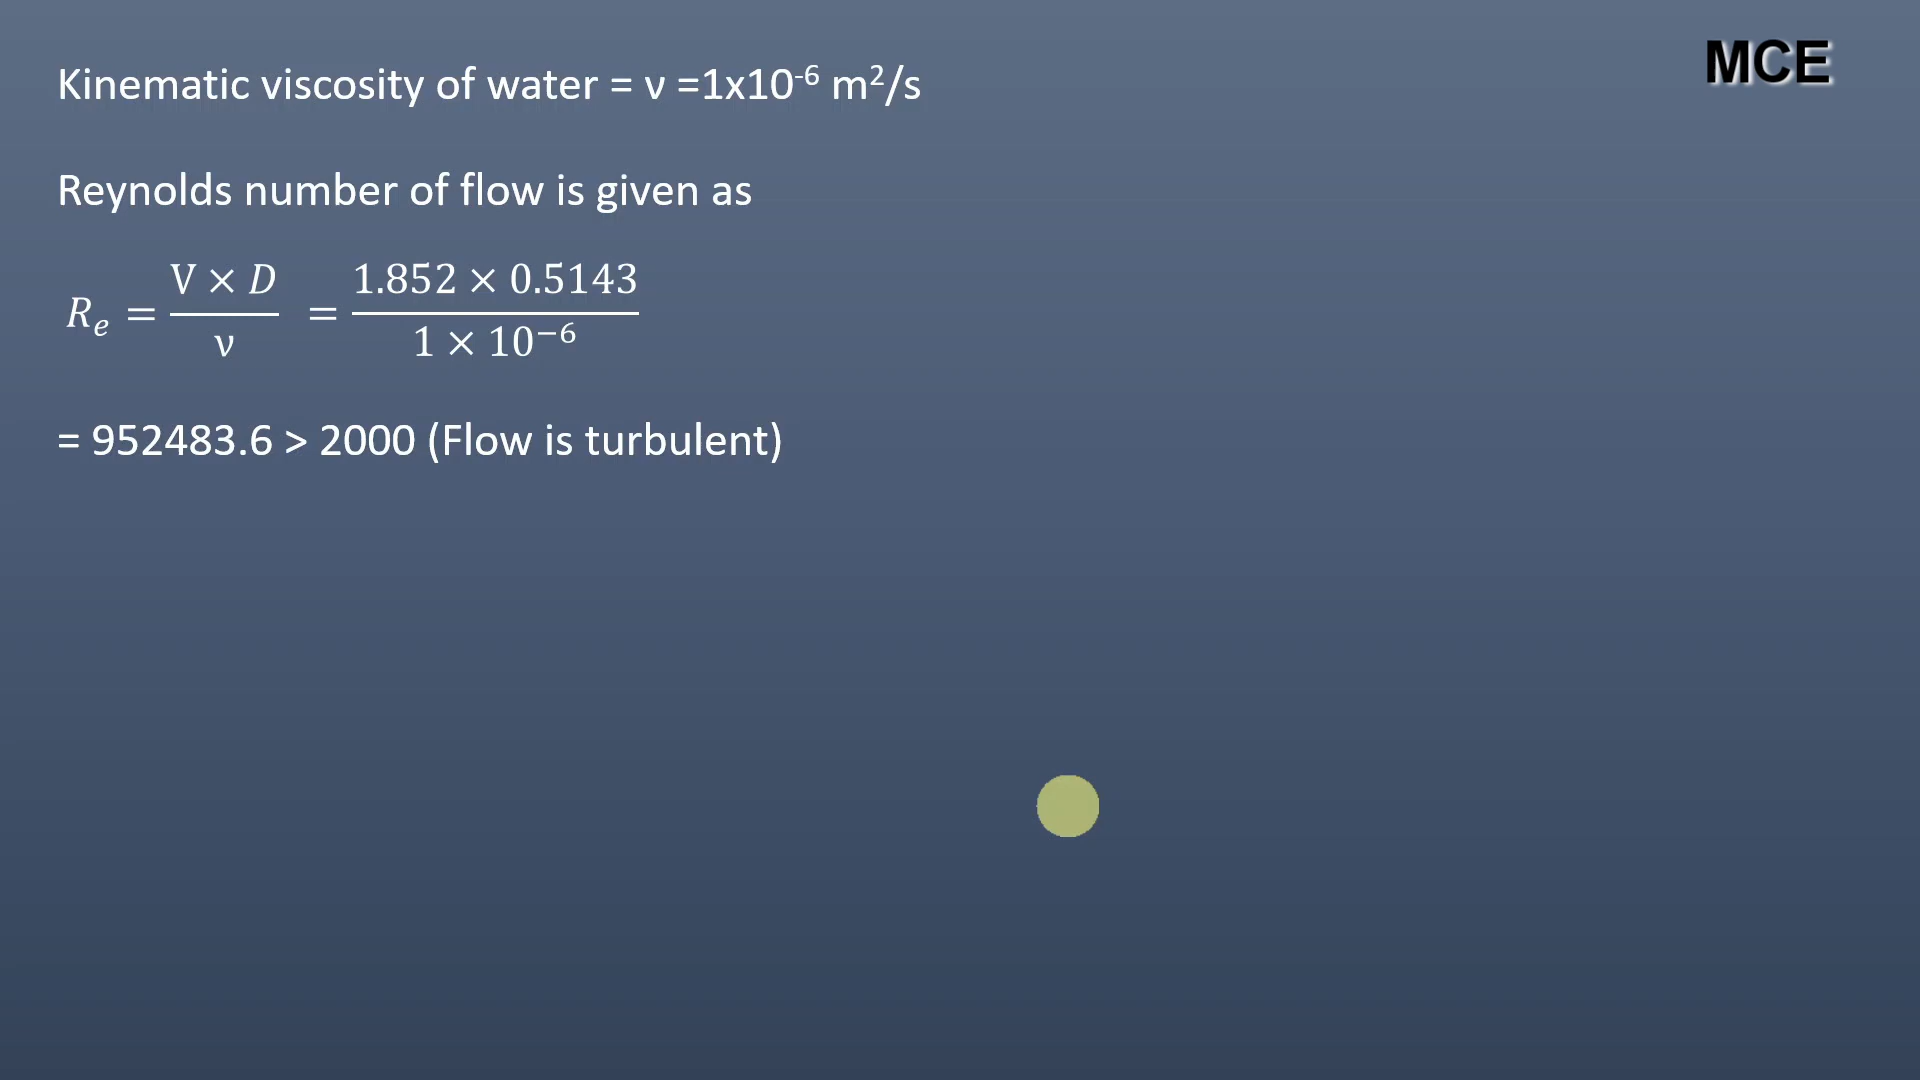 MCE
Kinematic viscosity of water = ν =1x10⁻⁶ m²/s
Reynolds number of flow is given as
Rₑ = (V × D)/ν = (1.852 × 0.5143)/(1 × 10⁻⁶)
= 952483.6 > 2000 (Flow is turbulent)